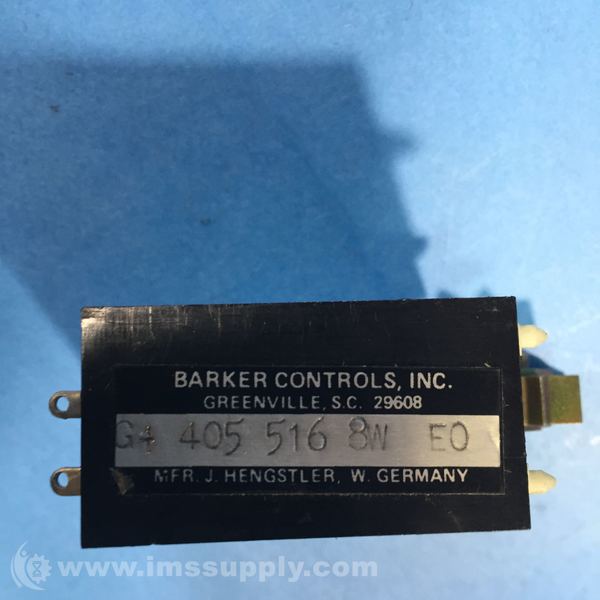 BARKER CONTROLS, INC.
GREENVILLE, S.C. 29608
G4 405 516 8W EO
MFR. J. HENGSTLER, W. GERMANY
www.imssupply.com